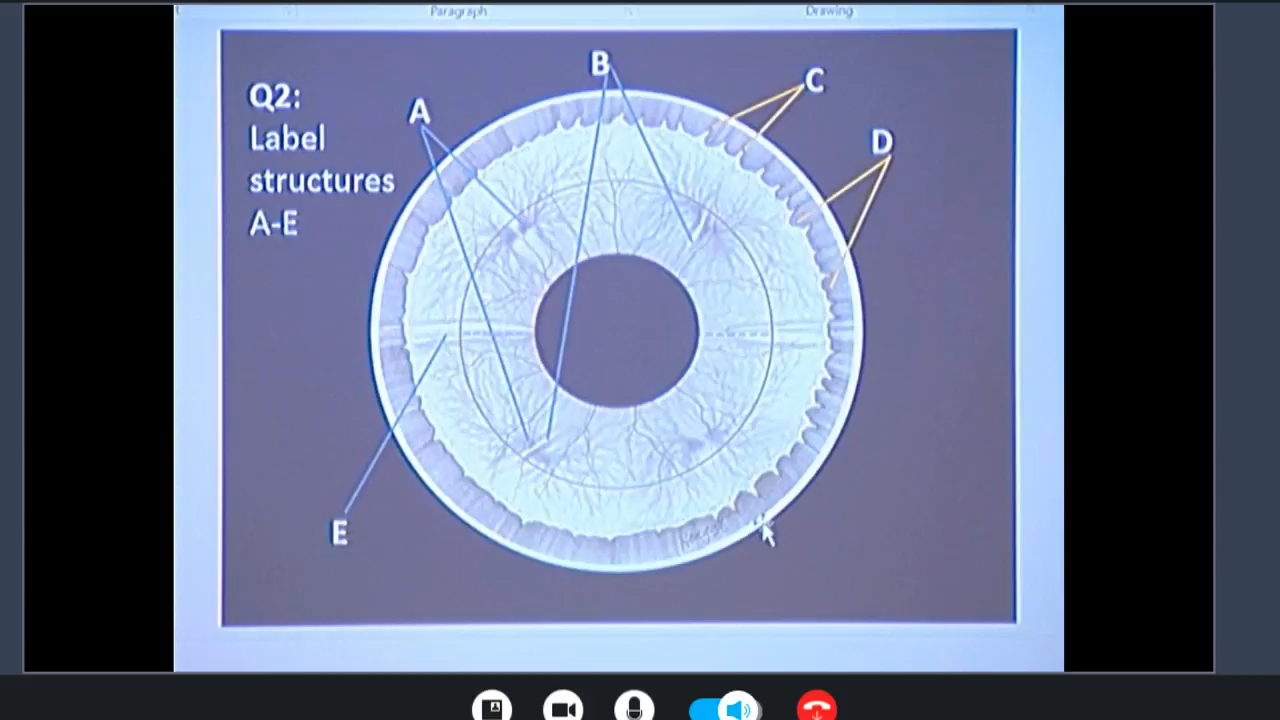 Paragraph
Drawing
Q2:
Label
structures
A-E
A
B
C
D
E